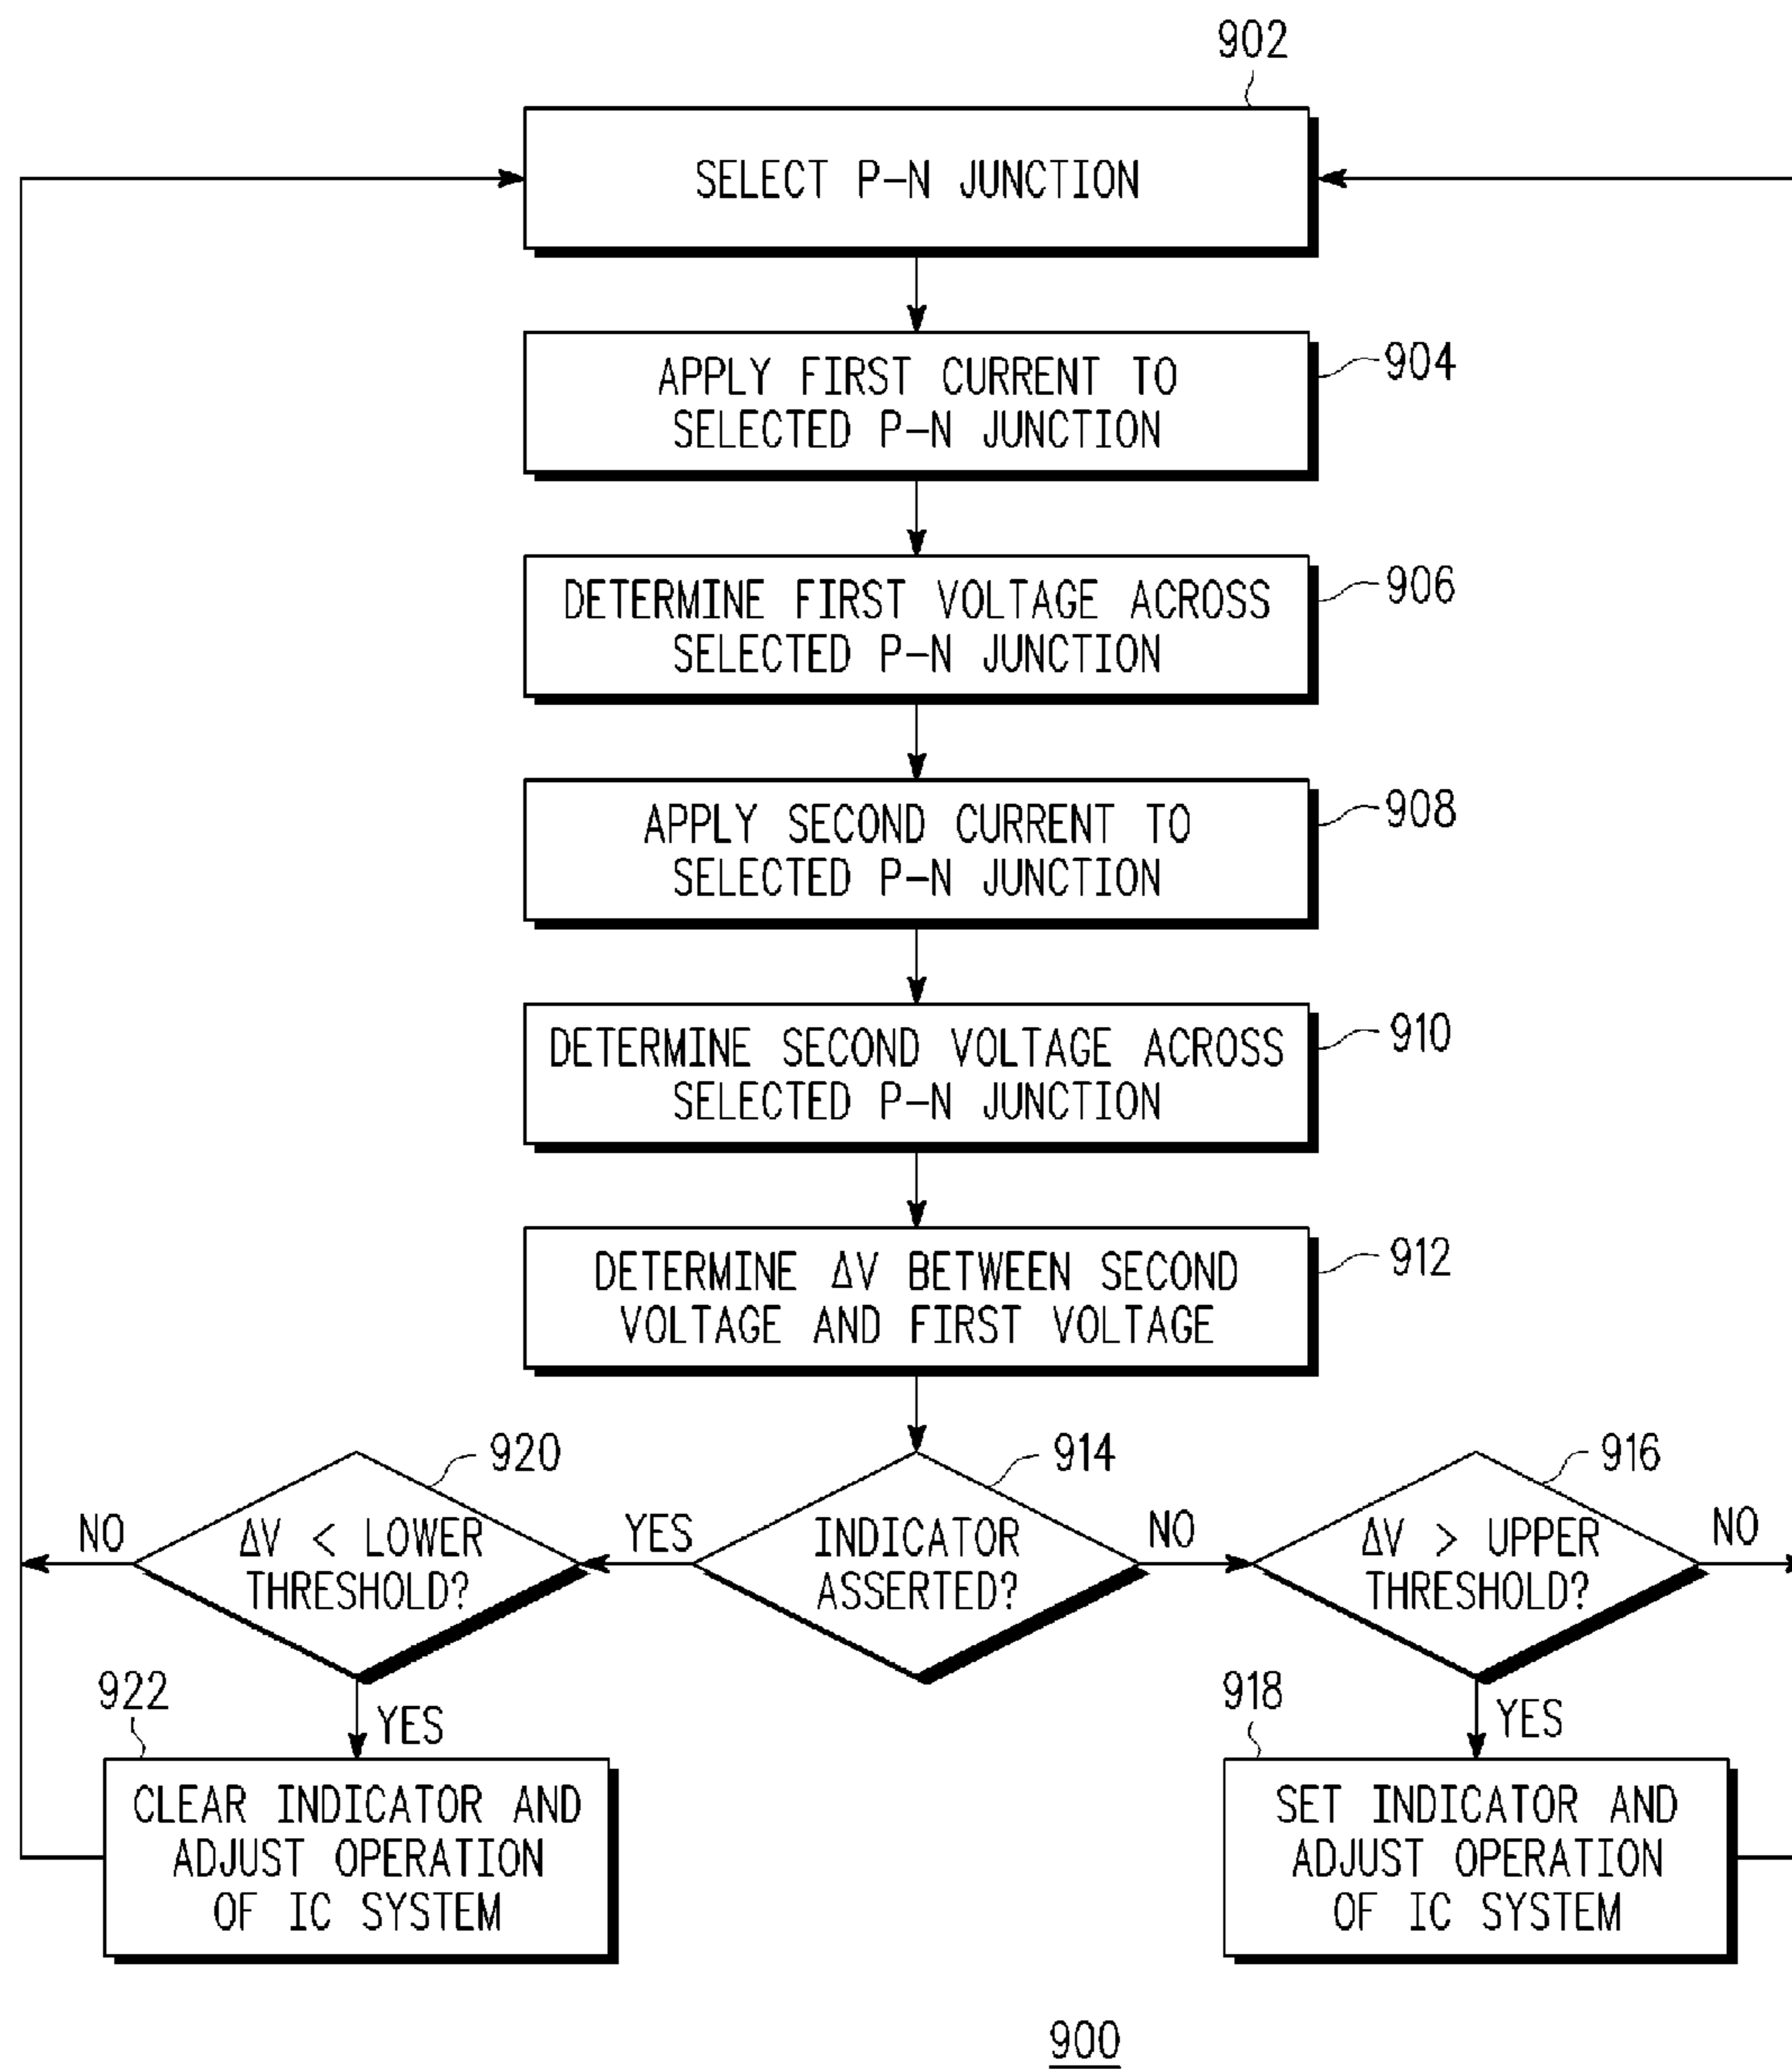 902
SELECT P-N JUNCTION
APPLY FIRST CURRENT TO
SELECTED P-N JUNCTION
904
DETERMINE FIRST VOLTAGE ACROSS
SELECTED P-N JUNCTION
906
APPLY SECOND CURRENT TO
SELECTED P-N JUNCTION
908
DETERMINE SECOND VOLTAGE ACROSS
SELECTED P-N JUNCTION
910
DETERMINE ΔV BETWEEN SECOND
VOLTAGE AND FIRST VOLTAGE
912
920
914
916
NO
ΔV < LOWER
THRESHOLD?
YES
INDICATOR
ASSERTED?
NO
ΔV > UPPER
THRESHOLD?
NO
922
YES
918
YES
CLEAR INDICATOR AND
ADJUST OPERATION
OF IC SYSTEM
SET INDICATOR AND
ADJUST OPERATION
OF IC SYSTEM
900